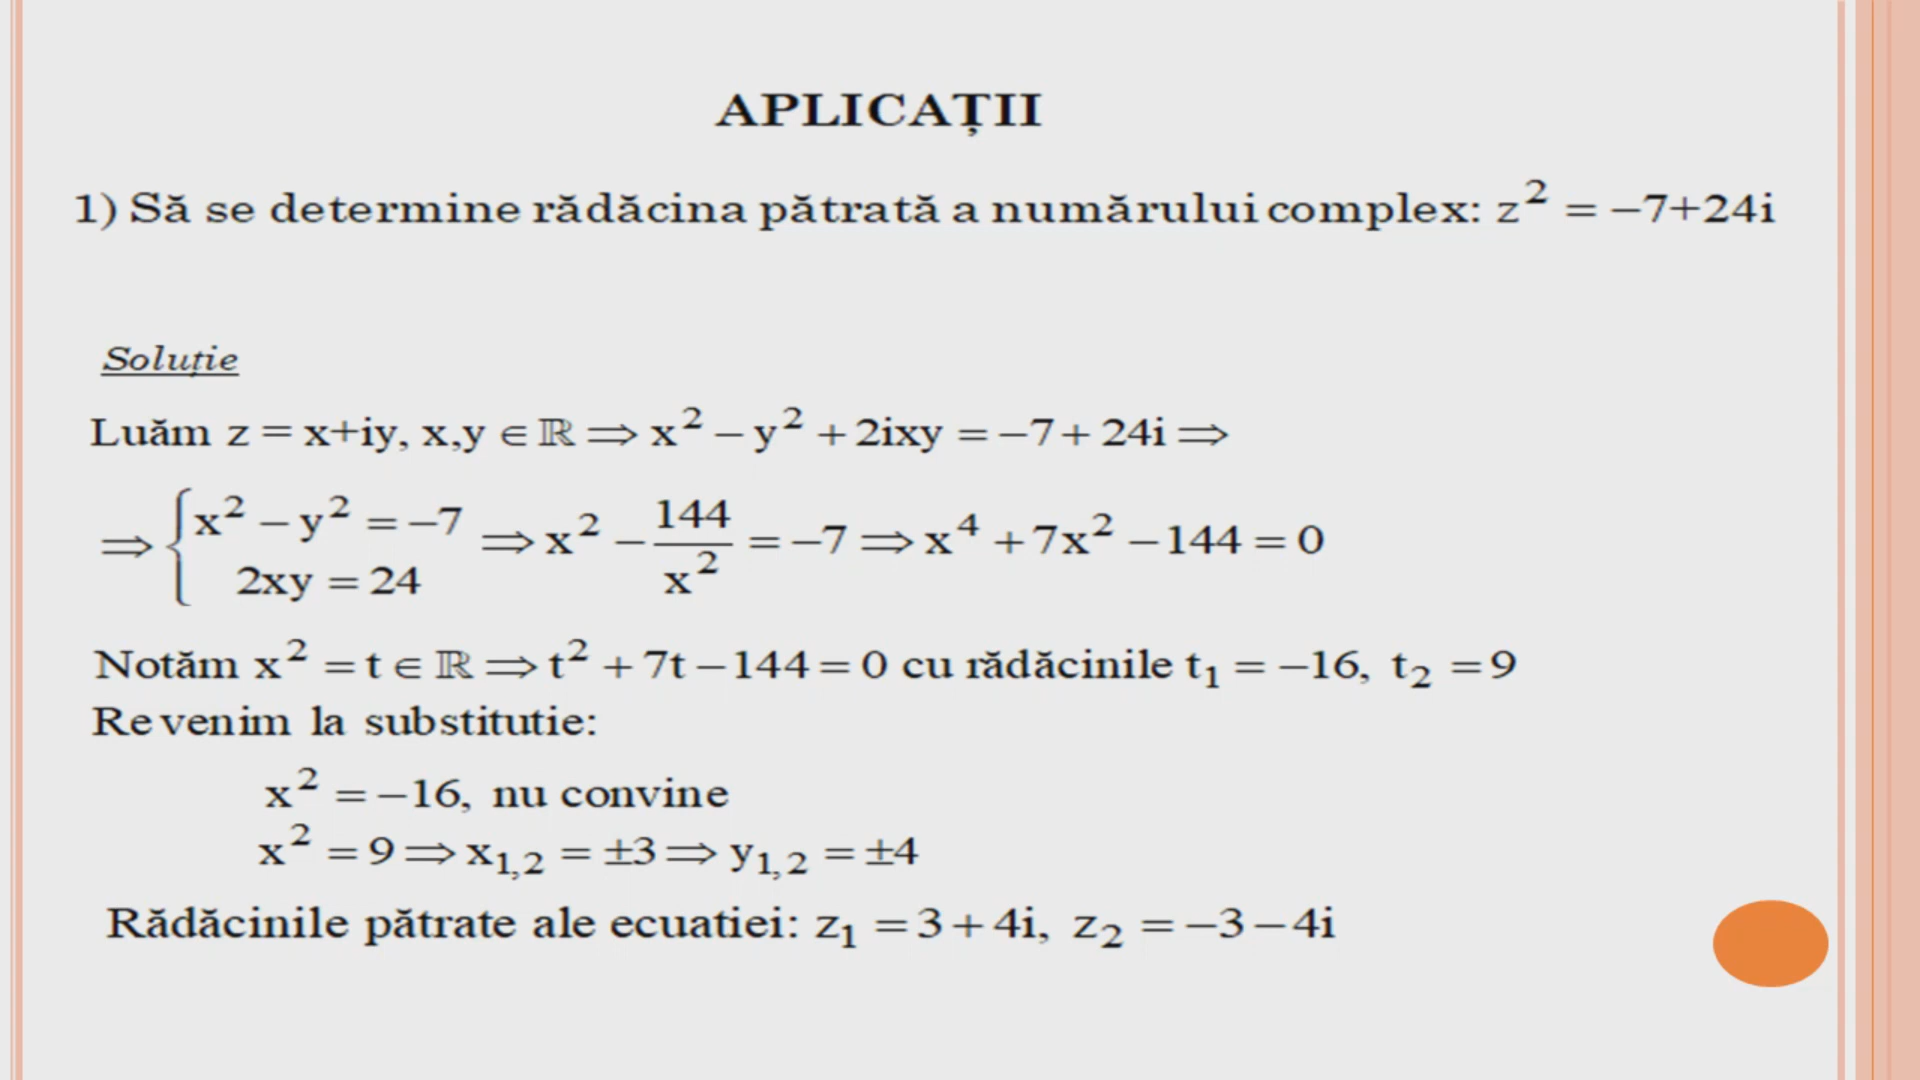 APLICAȚII
1) Să se determine rădăcina pătrată a numărului complex: z² = −7+24i
Soluție
Luăm z = x+iy, x,y ∈ ℝ ⇒ x² − y² + 2ixy = −7 + 24i ⇒
⇒ { x² − y² = −7 ; 2xy = 24 ⇒ x² − 144/x² = −7 ⇒ x⁴ + 7x² − 144 = 0
Notăm x² = t ∈ ℝ ⇒ t² + 7t − 144 = 0 cu rădăcinile t₁ = −16, t₂ = 9
Revenim la substitutie:
x² = −16, nu convine
x² = 9 ⇒ x₁,₂ = ±3 ⇒ y₁,₂ = ±4
Rădăcinile pătrate ale ecuatiei: z₁ = 3 + 4i, z₂ = −3 − 4i